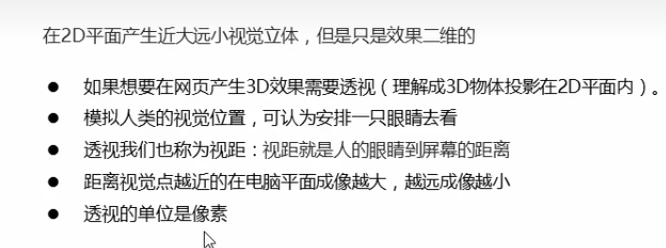 在2D平面产生近大远小视觉立体，但是只是效果二维的
● 如果想要在网页产生3D效果需要透视（理解成3D物体投影在2D平面内）。
● 模拟人类的视觉位置，可认为安排一只眼睛去看
● 透视我们也称为视距：视距就是人的眼睛到屏幕的距离
● 距离视觉点越近的在电脑平面成像越大，越远成像越小
● 透视的单位是像素